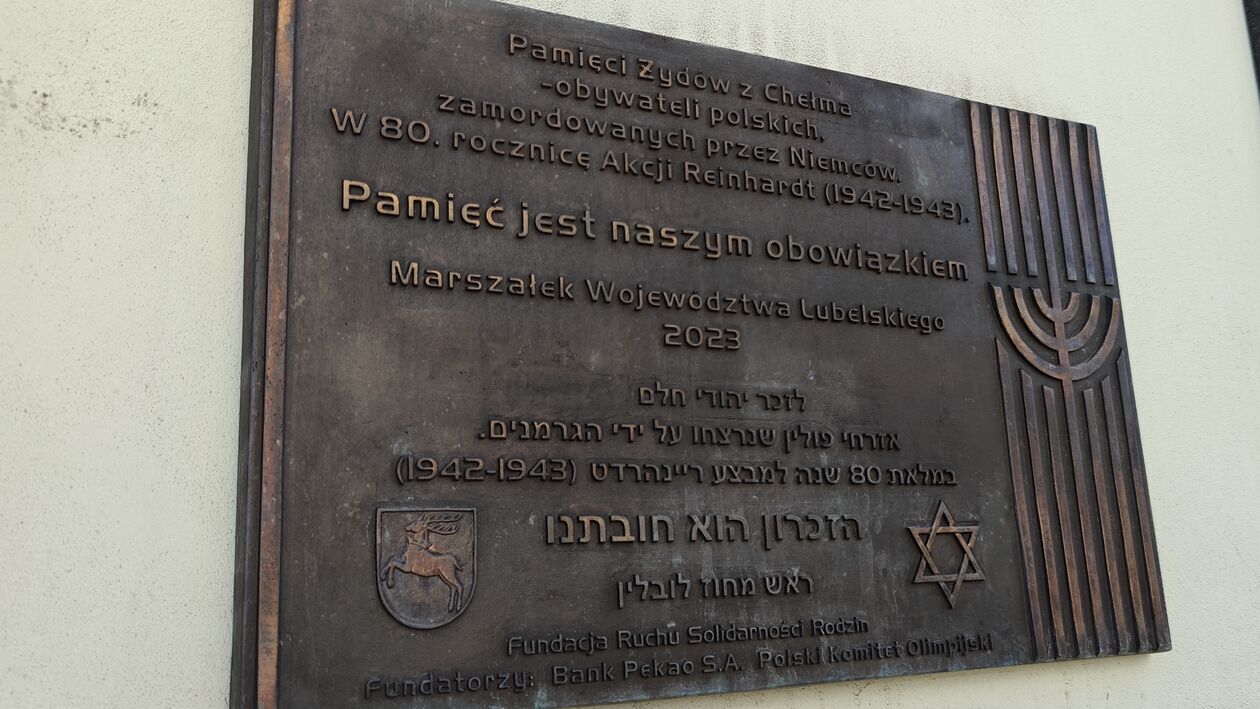 Pamięci Żydów z Chełma
-obywateli polskich,
zamordowanych przez Niemców.
W 80. rocznicę Akcji Reinhardt (1942-1943).
Pamięć jest naszym obowiązkiem
Marszałek Województwa Lubelskiego
2023
לזכר יהודי חלם
אזרחי פולין שנרצחו על ידי הגרמנים.
במלאת 80 שנה למבצע ריינהרדט (1942-1943)
הזכרון הוא חובתנו
ראש מחוז לובלין
Fundacja Ruchu Solidarności Rodzin
Fundatorzy: Bank Pekao S.A. Polski Komitet Olimpijski